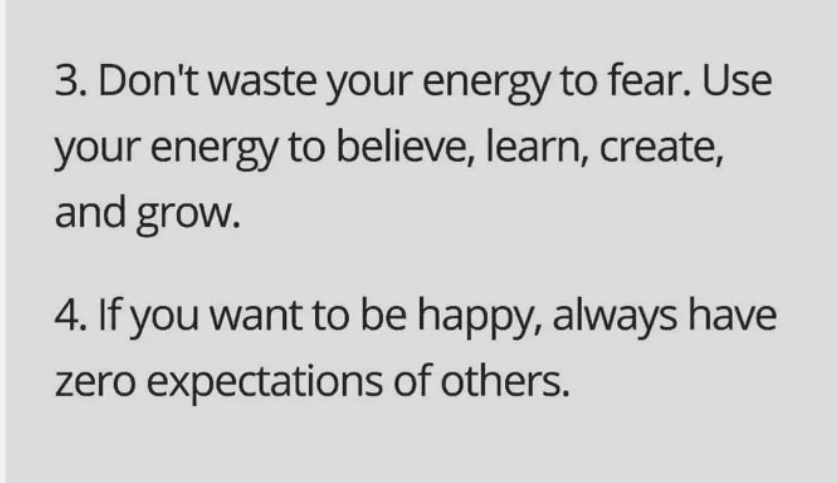 3. Don't waste your energy to fear. Use
your energy to believe, learn, create,
and grow.
4. If you want to be happy, always have
zero expectations of others.